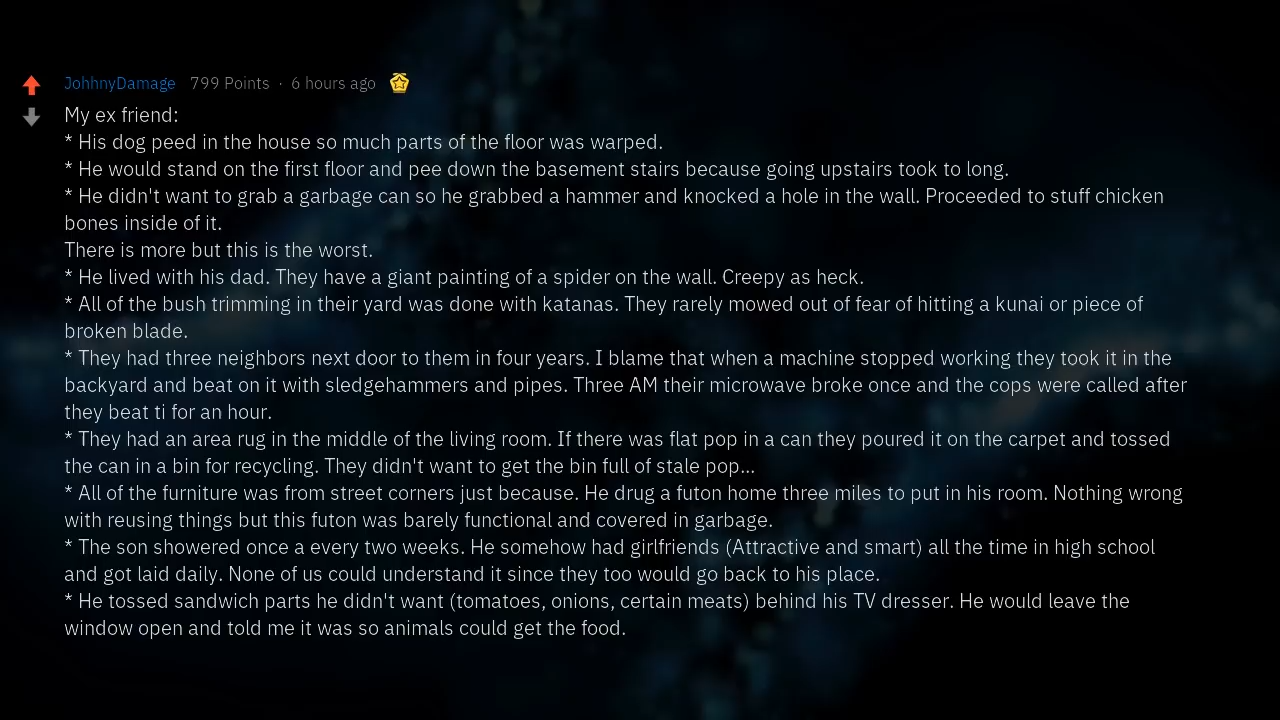 JohhnyDamage 799 Points · 6 hours ago
My ex friend:
* His dog peed in the house so much parts of the floor was warped.
* He would stand on the first floor and pee down the basement stairs because going upstairs took to long.
* He didn't want to grab a garbage can so he grabbed a hammer and knocked a hole in the wall. Proceeded to stuff chicken
bones inside of it.
There is more but this is the worst.
* He lived with his dad. They have a giant painting of a spider on the wall. Creepy as heck.
* All of the bush trimming in their yard was done with katanas. They rarely mowed out of fear of hitting a kunai or piece of
broken blade.
* They had three neighbors next door to them in four years. I blame that when a machine stopped working they took it in the
backyard and beat on it with sledgehammers and pipes. Three AM their microwave broke once and the cops were called after
they beat ti for an hour.
* They had an area rug in the middle of the living room. If there was flat pop in a can they poured it on the carpet and tossed
the can in a bin for recycling. They didn't want to get the bin full of stale pop...
* All of the furniture was from street corners just because. He drug a futon home three miles to put in his room. Nothing wrong
with reusing things but this futon was barely functional and covered in garbage.
* The son showered once a every two weeks. He somehow had girlfriends (Attractive and smart) all the time in high school
and got laid daily. None of us could understand it since they too would go back to his place.
* He tossed sandwich parts he didn't want (tomatoes, onions, certain meats) behind his TV dresser. He would leave the
window open and told me it was so animals could get the food.